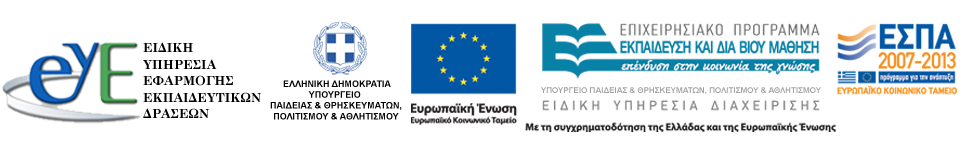 eyE
ΕΙΔΙΚΗ
ΥΠΗΡΕΣΙΑ
ΕΦΑΡΜΟΓΗΣ
ΕΚΠΑΙΔΕΥΤΙΚΩΝ
ΔΡΑΣΕΩΝ
ΕΛΛΗΝΙΚΗ ΔΗΜΟΚΡΑΤΙΑ
ΥΠΟΥΡΓΕΙΟ
ΠΑΙΔΕΙΑΣ & ΘΡΗΣΚΕΥΜΑΤΩΝ,
ΠΟΛΙΤΙΣΜΟΥ & ΑΘΛΗΤΙΣΜΟΥ
Ευρωπαϊκή Ένωση
Ευρωπαϊκό Κοινωνικό Ταμείο
ΕΠΙΧΕΙΡΗΣΙΑΚΟ ΠΡΟΓΡΑΜΜΑ
ΕΚΠΑΙΔΕΥΣΗ ΚΑΙ ΔΙΑ ΒΙΟΥ ΜΑΘΗΣΗ
επένδυση στην κοινωνία της γνώσης
ΥΠΟΥΡΓΕΙΟ ΠΑΙΔΕΙΑΣ & ΘΡΗΣΚΕΥΜΑΤΩΝ, ΠΟΛΙΤΙΣΜΟΥ & ΑΘΛΗΤΙΣΜΟΥ
ΕΙΔΙΚΗ ΥΠΗΡΕΣΙΑ ΔΙΑΧΕΙΡΙΣΗΣ
Με τη συγχρηματοδότηση της Ελλάδας και της Ευρωπαϊκής Ένωσης
ΕΣΠΑ
2007-2013
πρόγραμμα για την ανάπτυξη
ΕΥΡΩΠΑΪΚΟ ΚΟΙΝΩΝΙΚΟ ΤΑΜΕΙΟ